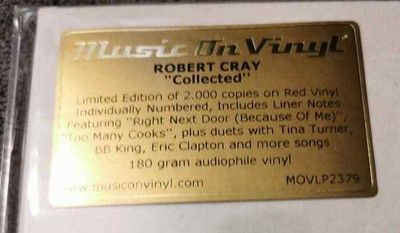 Music On Vinyl
ROBERT CRAY
"Collected"
Limited Edition of 2.000 copies on Red Vinyl
Individually Numbered, Includes Liner Notes
Featuring "Right Next Door (Because Of Me)",
"Too Many Cooks", plus duets with Tina Turner,
BB King, Eric Clapton and more songs
180 gram audiophile vinyl
www.musiconvinyl.com MOVLP2379